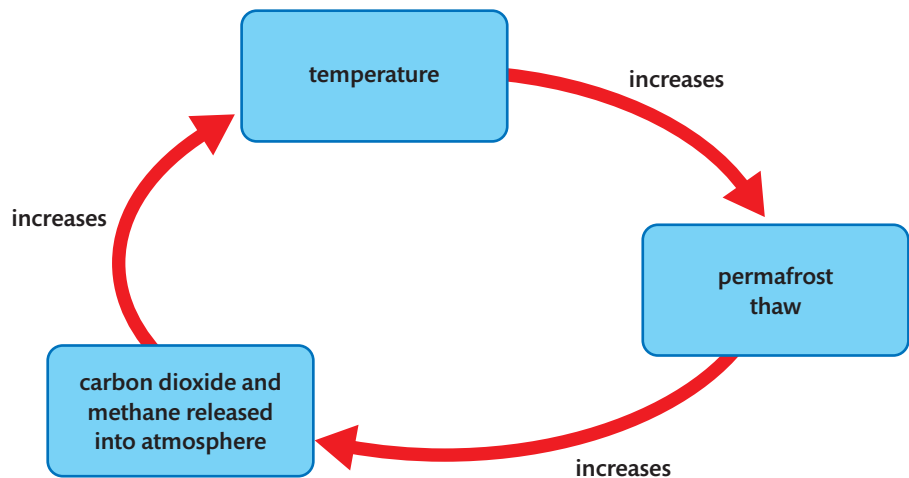 temperature
increases
increases
permafrost
thaw
carbon dioxide and
methane released
into atmosphere
increases